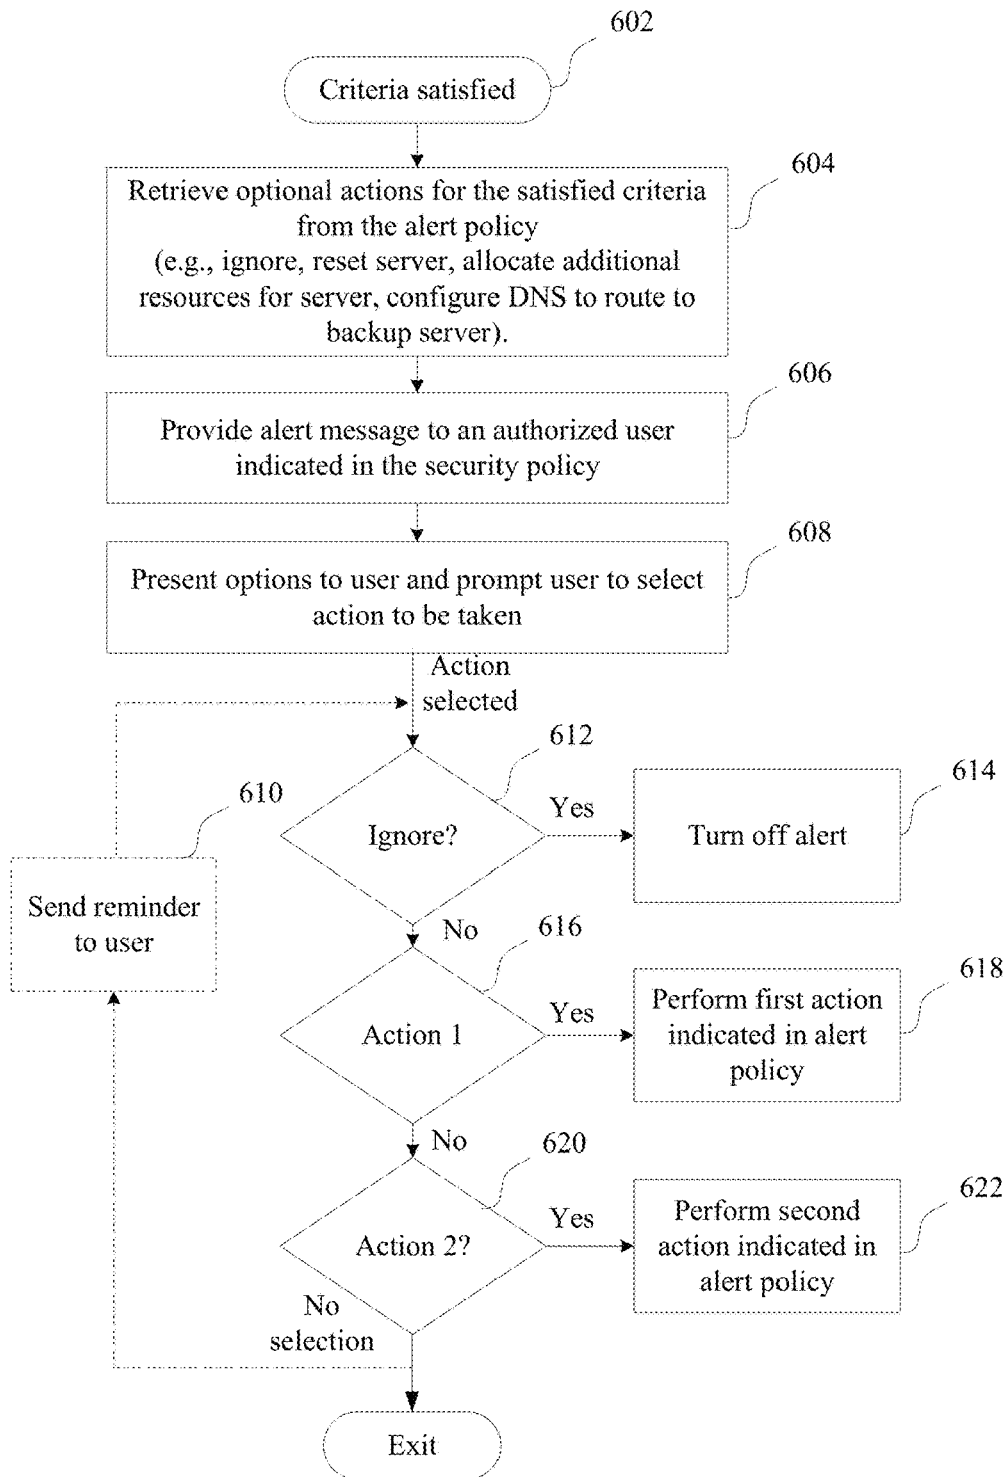 602
Criteria satisfied
604
Retrieve optional actions for the satisfied criteria
from the alert policy
(e.g., ignore, reset server, allocate additional
resources for server, configure DNS to route to
backup server).
606
Provide alert message to an authorized user
indicated in the security policy
608
Present options to user and prompt user to select
action to be taken
Action
selected
612
Ignore?
Yes
614
Turn off alert
610
Send reminder
to user
No
616
Action 1
Yes
618
Perform first action
indicated in alert
policy
No
620
Action 2?
Yes
622
Perform second
action indicated in
alert policy
No
selection
Exit